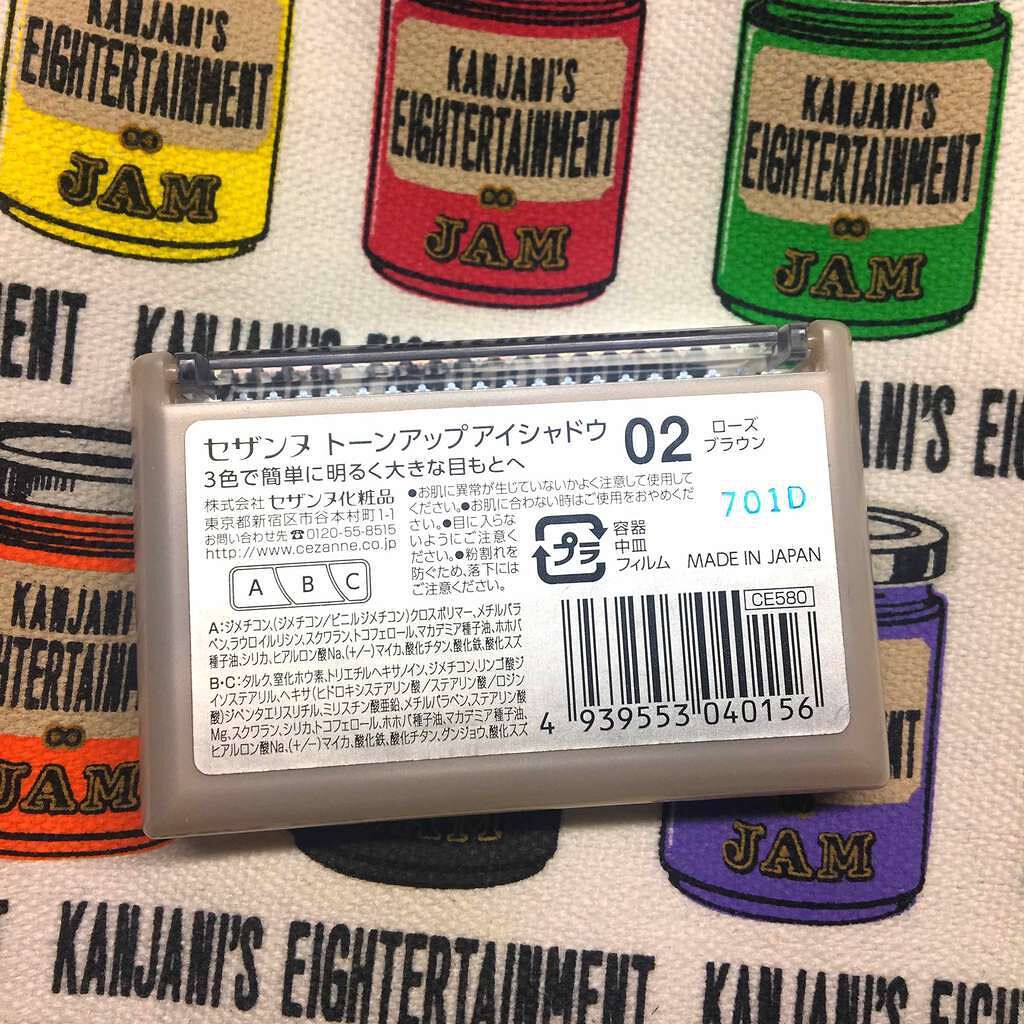 KANJANI'S
EIGHTERTAINMENT
JAM
KANJANI'S
EIGHTERTAINMENT
JAM
KANJANI'S
EIGHTERTAINMENT
JAM
ENT
KANJANI'S
KANJANI'S EIG
セザンヌ トーンアップアイシャドウ
02
ローズ
ブラウン
3色で簡単に明るく大きな目もとへ
株式会社 セザンヌ化粧品
東京都新宿区市谷本村町1-1
お問い合わせ先☎0120-55-8515
http://www.cezanne.co.jp
●お肌に異常が生じていないかよく注意して使用して
ください。●お肌に合わない時はご使用をおやめくだ
さい。●目に入らな
いようにご注意くだ
さい。●粉割れを
防ぐため、落下には
ご注意ください。
プラ
容器
中皿
フィルム
701D
MADE IN JAPAN
A B C
CE580
A:ジメチコン、(ジメチコン/ビニルジメチコン)クロスポリマー、メチルパラ
ベン、ラウロイルリシン、スクワラン、トコフェロール、マカデミア種子油、ホホバ
種子油、シリカ、ヒアルロン酸Na、(+/−)マイカ、酸化チタン、酸化鉄、酸化スズ
B・C:タルク、窒化ホウ素、トリエチルヘキサノイン、ジメチコン、リンゴ酸ジ
イソステアリル、ヘキサ(ヒドロキシステアリン酸/ステアリン酸/ロジン
酸)ジペンタエリスリチル、ミリスチン酸亜鉛、メチルパラベン、ステアリン酸
Mg、スクワラン、シリカ、トコフェロール、ホホバ種子油、マカデミア種子油、
ヒアルロン酸Na、(+/−)マイカ、酸化鉄、酸化チタン、グンジョウ、酸化スズ
4 939553 040156
KANJANI'S
JAM
JAM
KANJANI'S EIGHTERTAINMENT
KANJANI'S EIGH